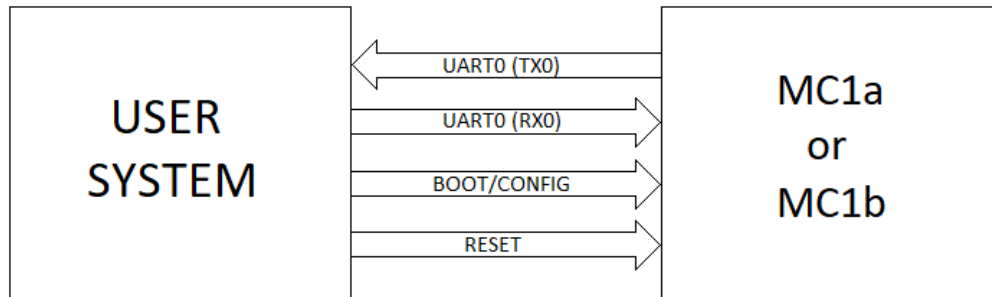 USER
SYSTEM
UART0 (TX0)
UART0 (RX0)
BOOT/CONFIG
RESET
MC1a
or
MC1b